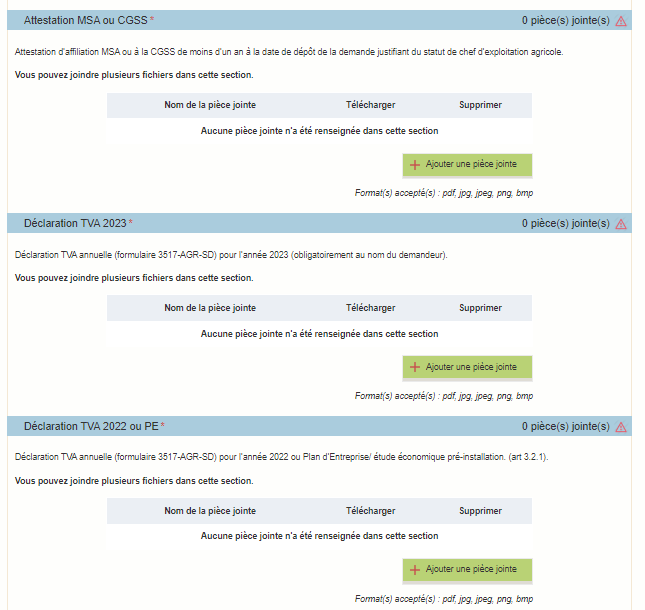 Attestation MSA ou CGSS * 0 pièce(s) jointe(s)
Attestation d'affiliation MSA ou à la CGSS de moins d'un an à la date de dépôt de la demande justifiant du statut de chef d'exploitation agricole.
Vous pouvez joindre plusieurs fichiers dans cette section.
Nom de la pièce jointe Télécharger Supprimer
Aucune pièce jointe n'a été renseignée dans cette section
+ Ajouter une pièce jointe
Format(s) accepté(s) : pdf, jpg, jpeg, png, bmp
Déclaration TVA 2023 * 0 pièce(s) jointe(s)
Déclaration TVA annuelle (formulaire 3517-AGR-SD) pour l'année 2023 (obligatoirement au nom du demandeur).
Vous pouvez joindre plusieurs fichiers dans cette section.
Nom de la pièce jointe Télécharger Supprimer
Aucune pièce jointe n'a été renseignée dans cette section
+ Ajouter une pièce jointe
Format(s) accepté(s) : pdf, jpg, jpeg, png, bmp
Déclaration TVA 2022 ou PE * 0 pièce(s) jointe(s)
Déclaration TVA annuelle (formulaire 3517-AGR-SD) pour l'année 2022 ou Plan d'Entreprise/ étude économique pré-installation. (art 3.2.1).
Vous pouvez joindre plusieurs fichiers dans cette section.
Nom de la pièce jointe Télécharger Supprimer
Aucune pièce jointe n'a été renseignée dans cette section
+ Ajouter une pièce jointe
Format(s) accepté(s) : pdf, jpg, jpeg, png, bmp